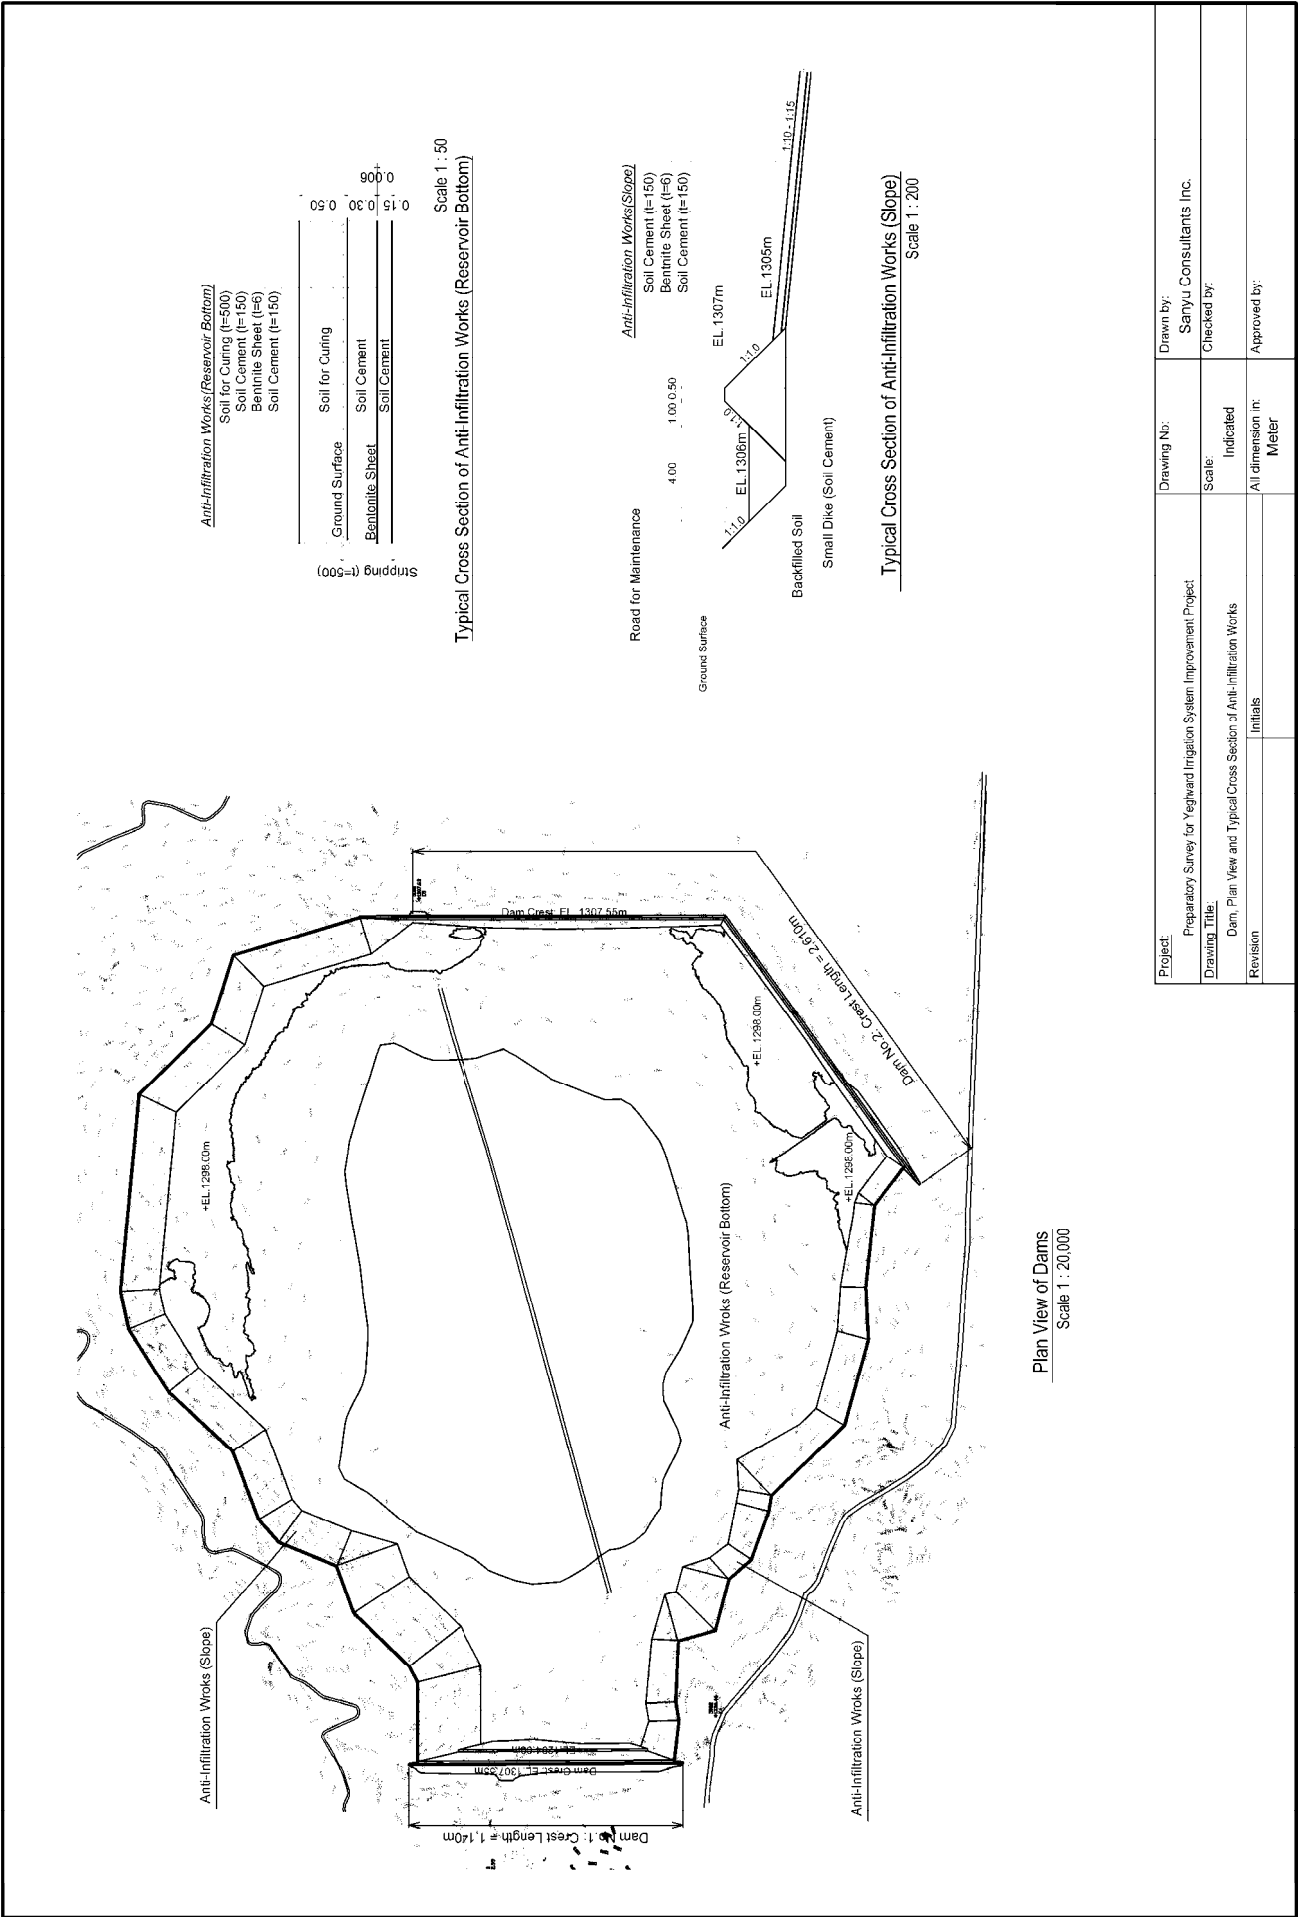 Anti-Infiltration Works(Reservoir Bottom)
Soil for Curing (t=500)
Soil Cement (t=150)
Bentnite Sheet (t=6)
Soil Cement (t=150)
Stripping (t=500)
Ground Surface
Soil for Curing
Bentonite Sheet
Soil Cement
Soil Cement
0.50
0.30
0.15
0.006
Scale 1 : 50
Typical Cross Section of Anti-Infiltration Works (Reservoir Bottom)
Anti-Infiltration Works(Slope)
Soil Cement (t=150)
Bentnite Sheet (t=6)
Soil Cement (t=150)
Road for Maintenance
4.00
1.00 0.50
Ground Surface
EL.1307m
1:1.0
EL.1306m
1:1.0
1:1.0
EL.1305m
1:10 - 1:15
Backfilled Soil
Small Dike (Soil Cement)
Typical Cross Section of Anti-Infiltration Works (Slope)
Scale 1 : 200
Anti-Infiltration Wroks (Slope)
+EL.1298.00m
Dam Crest: EL. 1307.55m
Dam No.2: Crest Length = 2,610m
+EL.1298.00m
+EL.1298.00m
Anti-Infiltration Wroks (Reservoir Bottom)
Dam Crest: EL. 1307.55m
Dam No.1: Crest Length = 1,140m
Anti-Infiltration Wroks (Slope)
Plan View of Dams
Scale 1 : 20,000
Project:
Preparatory Survey for Yeghvard Irrigation System Improvement Project
Drawing Title:
Dam, Plan View and Typical Cross Section of Anti-Infiltration Works
Revision
Initials
Drawing No:
Scale:
Indicated
All dimension in:
Meter
Drawn by:
Sanyu Consultants Inc.
Checked by:
Approved by: